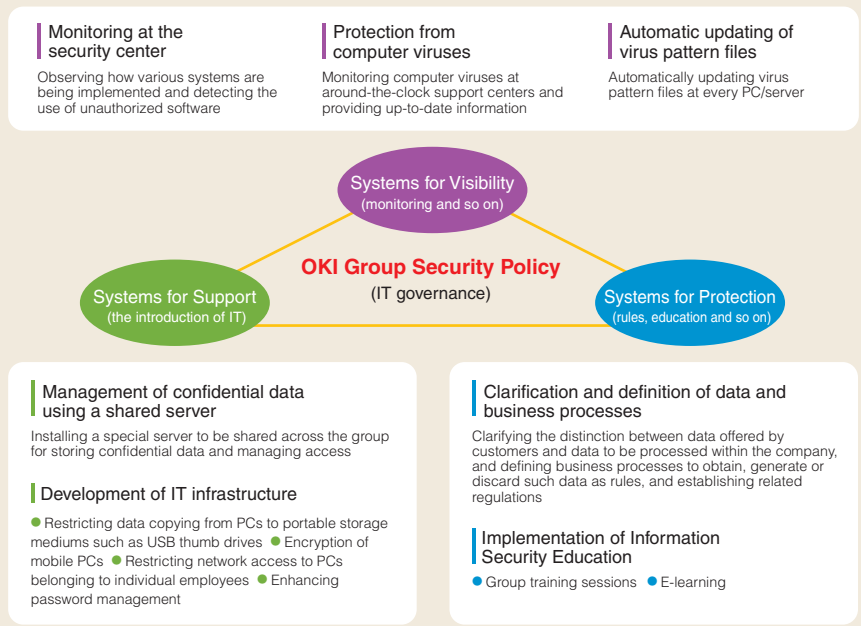 Monitoring at the
security center
Observing how various systems are
being implemented and detecting the
use of unauthorized software
Protection from
computer viruses
Monitoring computer viruses at
around-the-clock support centers and
providing up-to-date information
Automatic updating of
virus pattern files
Automatically updating virus
pattern files at every PC/server
Systems for Visibility
(monitoring and so on)
OKI Group Security Policy
(IT governance)
Systems for Support
(the introduction of IT)
Systems for Protection
(rules, education and so on)
Management of confidential data
using a shared server
Installing a special server to be shared across the group
for storing confidential data and managing access
Development of IT infrastructure
● Restricting data copying from PCs to portable storage
mediums such as USB thumb drives ● Encryption of
mobile PCs ● Restricting network access to PCs
belonging to individual employees ● Enhancing
password management
Clarification and definition of data and
business processes
Clarifying the distinction between data offered by
customers and data to be processed within the company,
and defining business processes to obtain, generate or
discard such data as rules, and establishing related
regulations
Implementation of Information
Security Education
● Group training sessions ● E-learning